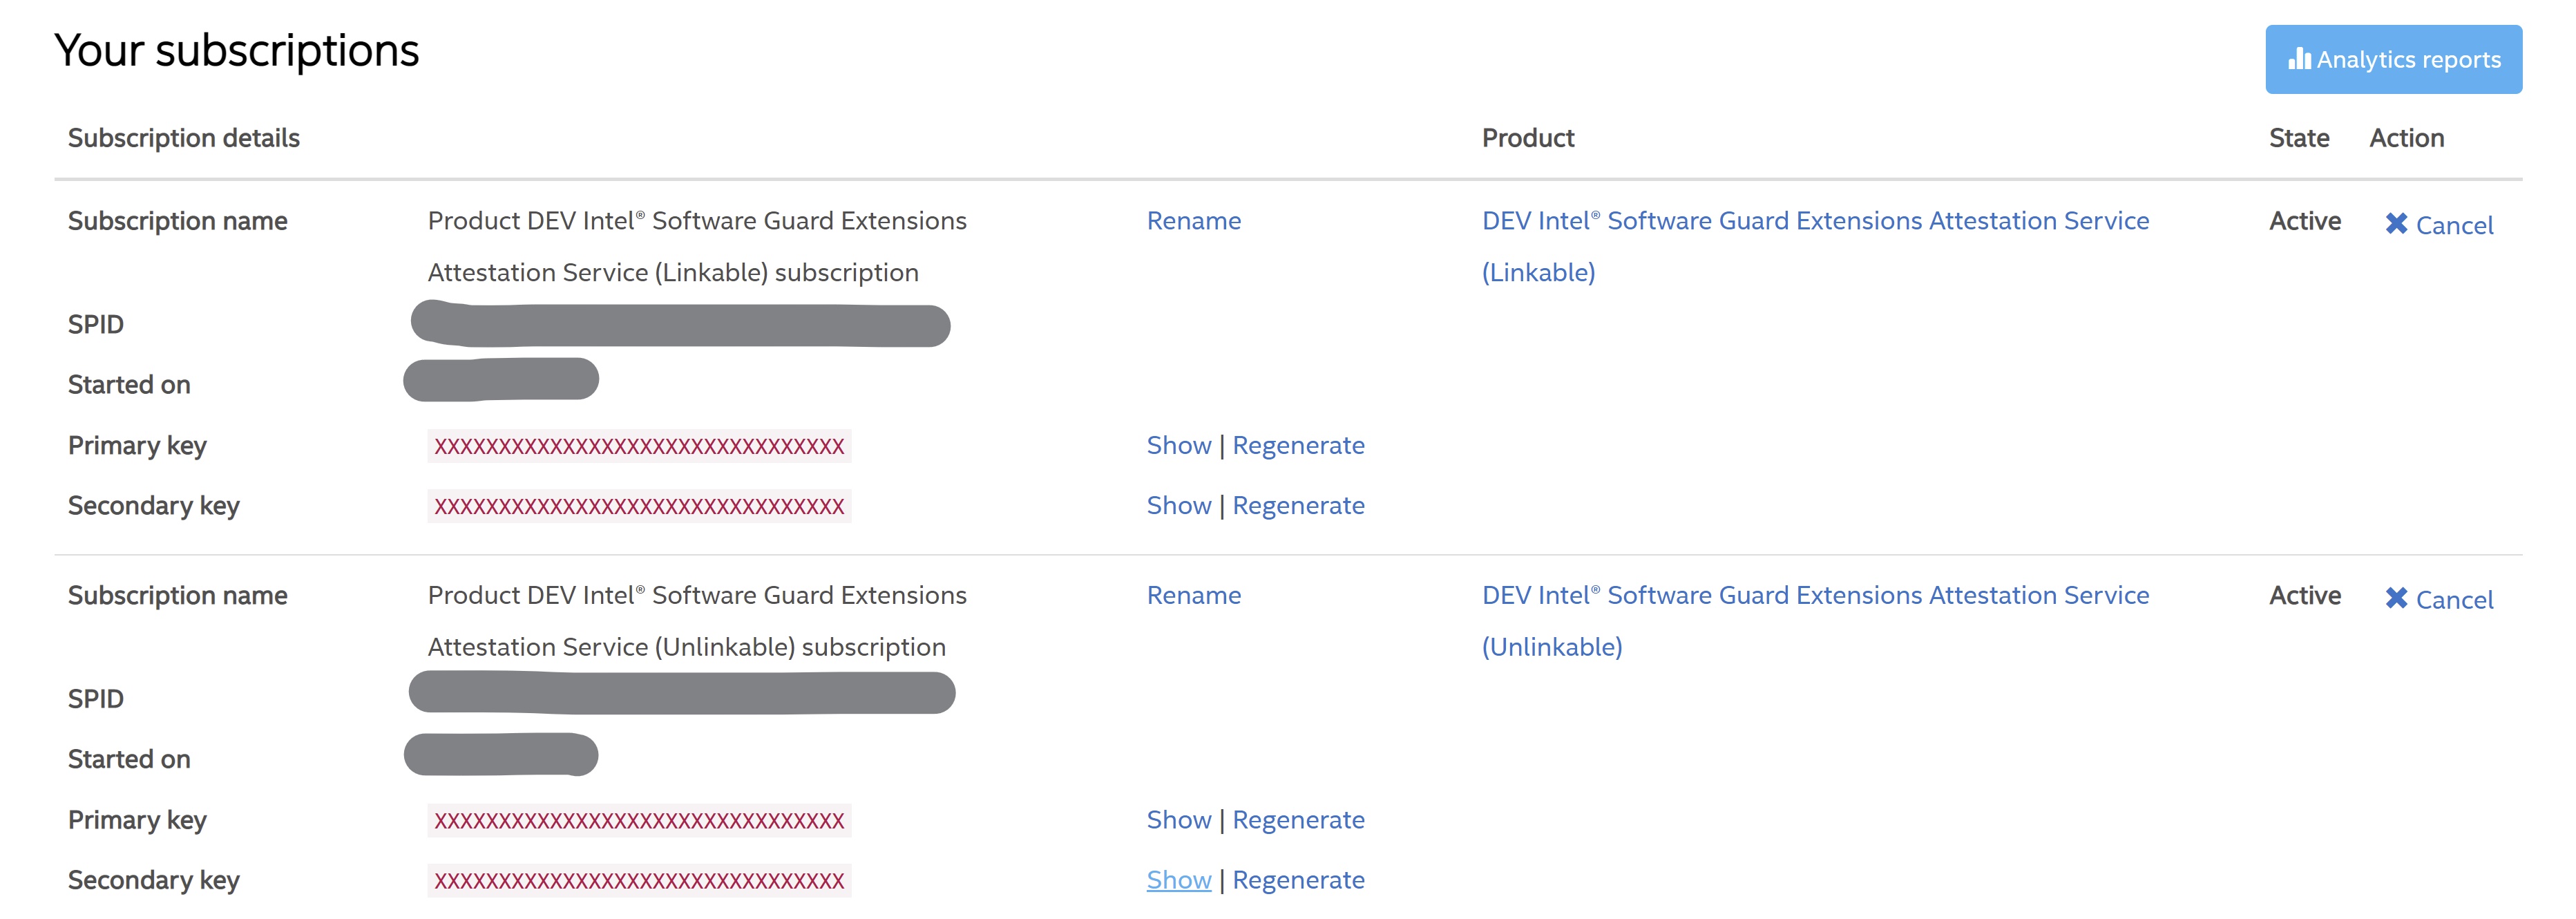 Your subscriptions
Analytics reports
Subscription details Product State Action
Subscription name Product DEV Intel® Software Guard Extensions Rename DEV Intel® Software Guard Extensions Attestation Service Active Cancel
Attestation Service (Linkable) subscription (Linkable)
SPID
Started on
Primary key XXXXXXXXXXXXXXXXXXXXXXXXXXXXXXXX Show | Regenerate
Secondary key XXXXXXXXXXXXXXXXXXXXXXXXXXXXXXXX Show | Regenerate
Subscription name Product DEV Intel® Software Guard Extensions Rename DEV Intel® Software Guard Extensions Attestation Service Active Cancel
Attestation Service (Unlinkable) subscription (Unlinkable)
SPID
Started on
Primary key XXXXXXXXXXXXXXXXXXXXXXXXXXXXXXXX Show | Regenerate
Secondary key XXXXXXXXXXXXXXXXXXXXXXXXXXXXXXXX Show | Regenerate